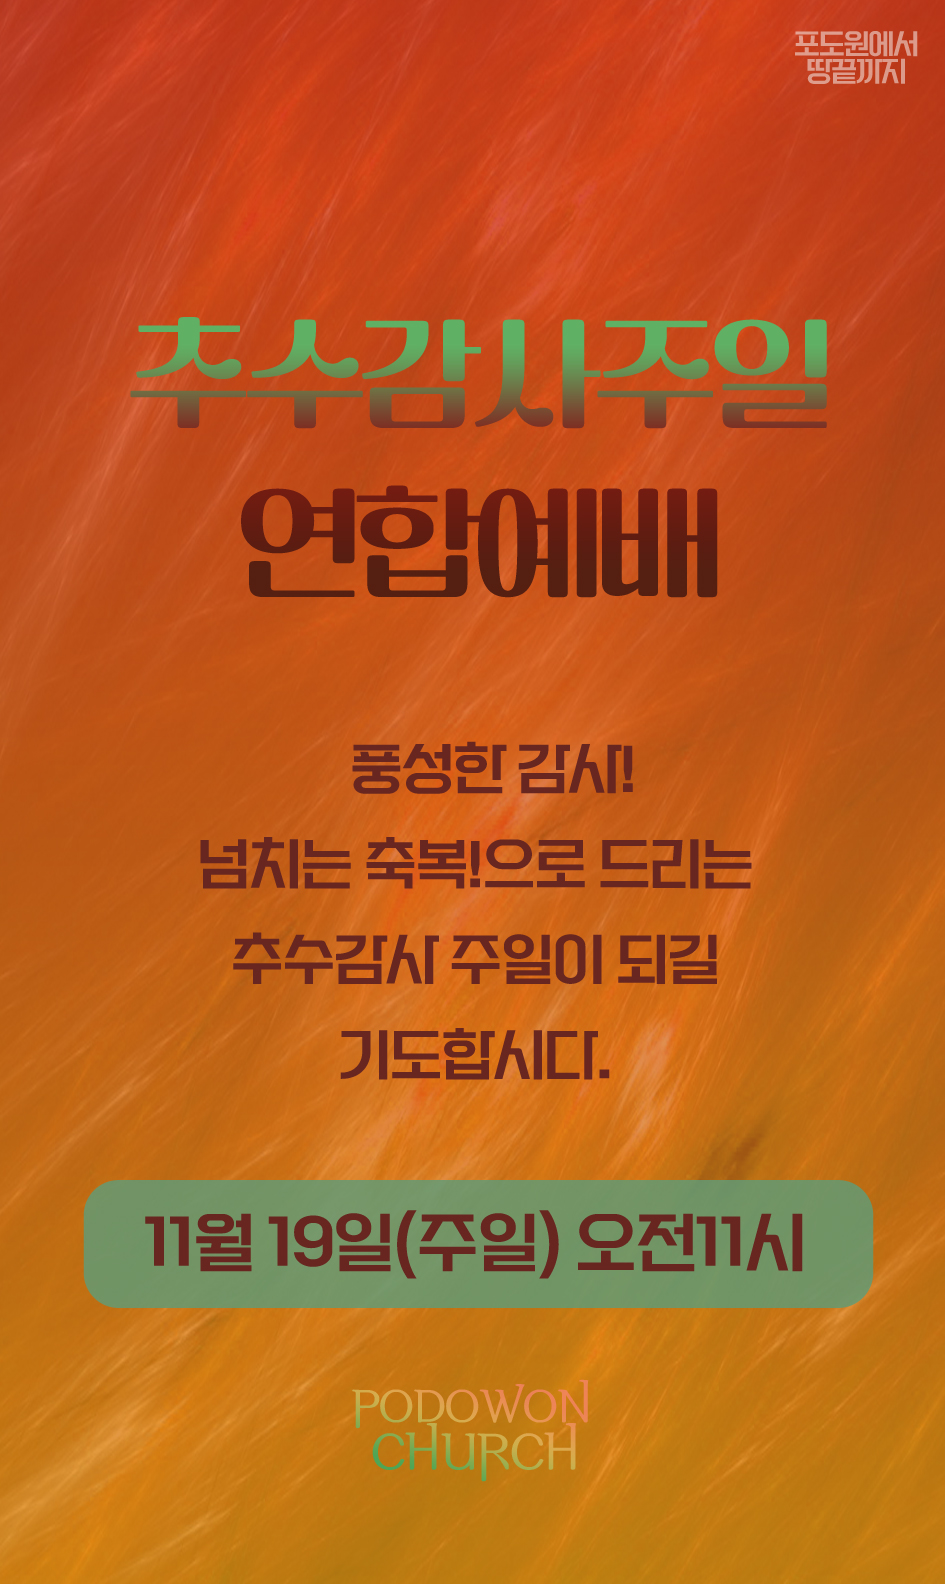 포도원에서
땅끝까지
추수감사주일
연합예배
풍성한 감사!
넘치는 축복!으로 드리는
추수감사 주일이 되길
기도합시다.
11월 19일(주일) 오전11시
PODOWON
CHURCH